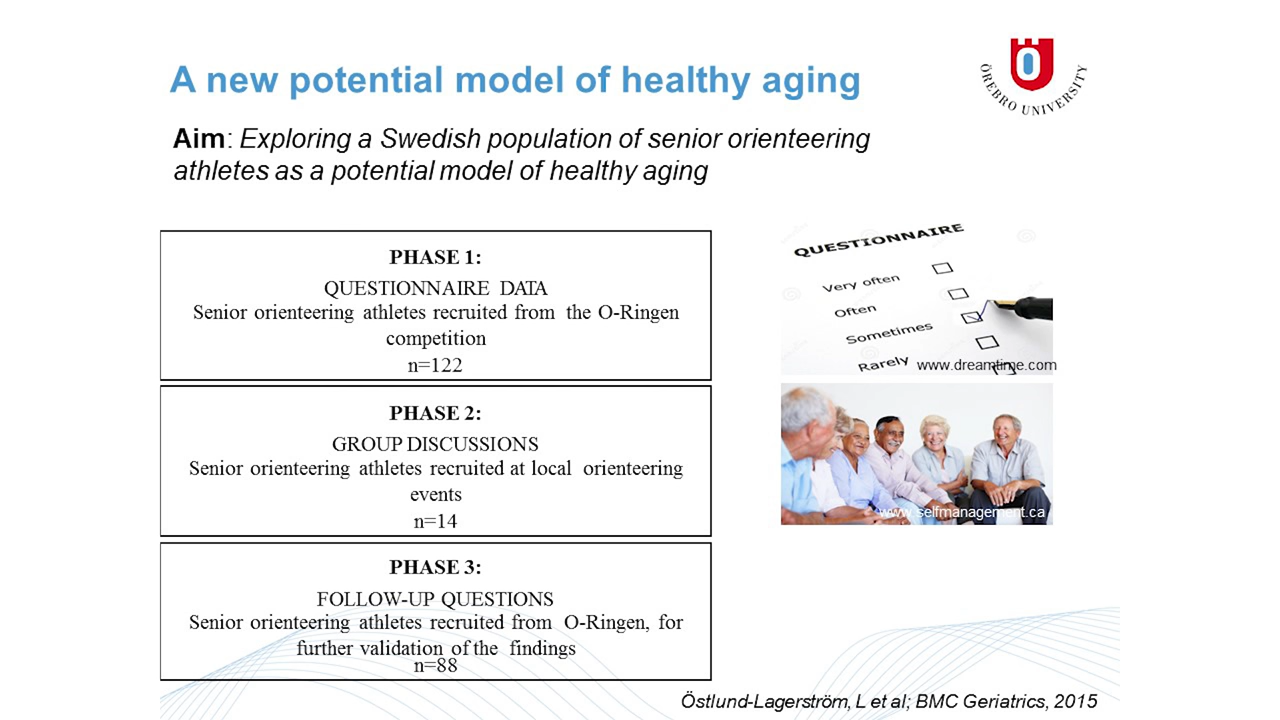 A new potential model of healthy aging
ÖREBRO UNIVERSITY
Aim: Exploring a Swedish population of senior orienteering
athletes as a potential model of healthy aging
PHASE 1:
QUESTIONNAIRE DATA
Senior orienteering athletes recruited from the O-Ringen
competition
n=122
PHASE 2:
GROUP DISCUSSIONS
Senior orienteering athletes recruited at local orienteering
events
n=14
PHASE 3:
FOLLOW-UP QUESTIONS
Senior orienteering athletes recruited from O-Ringen, for
further validation of the findings
n=88
QUESTIONNAIRE
Very often
Often
Sometimes
Rarely
www.dreamtime.com
www.selfmanagement.ca
Östlund-Lagerström, L et al; BMC Geriatrics, 2015